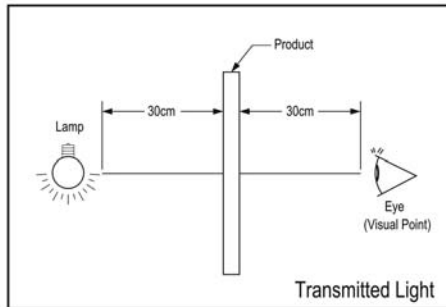 Product
30cm
30cm
Lamp
Eye
(Visual Point)
Transmitted Light